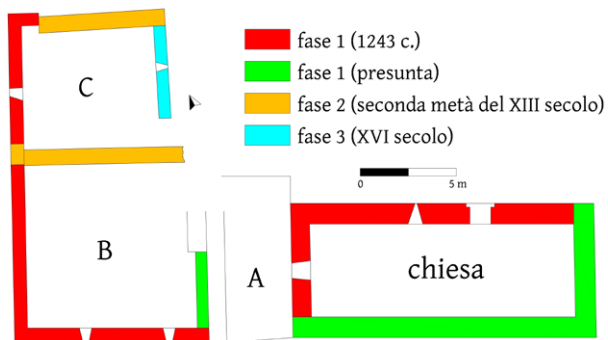 fase 1 (1243 c.)
fase 1 (presunta)
fase 2 (seconda metà del XIII secolo)
fase 3 (XVI secolo)
0 5 m
C
B
A
chiesa